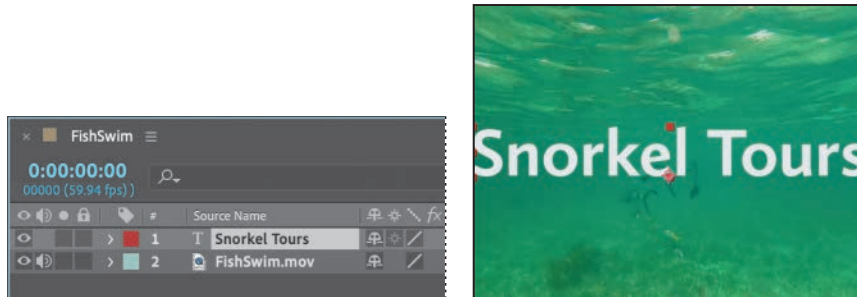 FishSwim
0:00:00:00
00000 (59.94 fps)
# Source Name fx
1 T Snorkel Tours
2 FishSwim.mov
Snorkel Tours